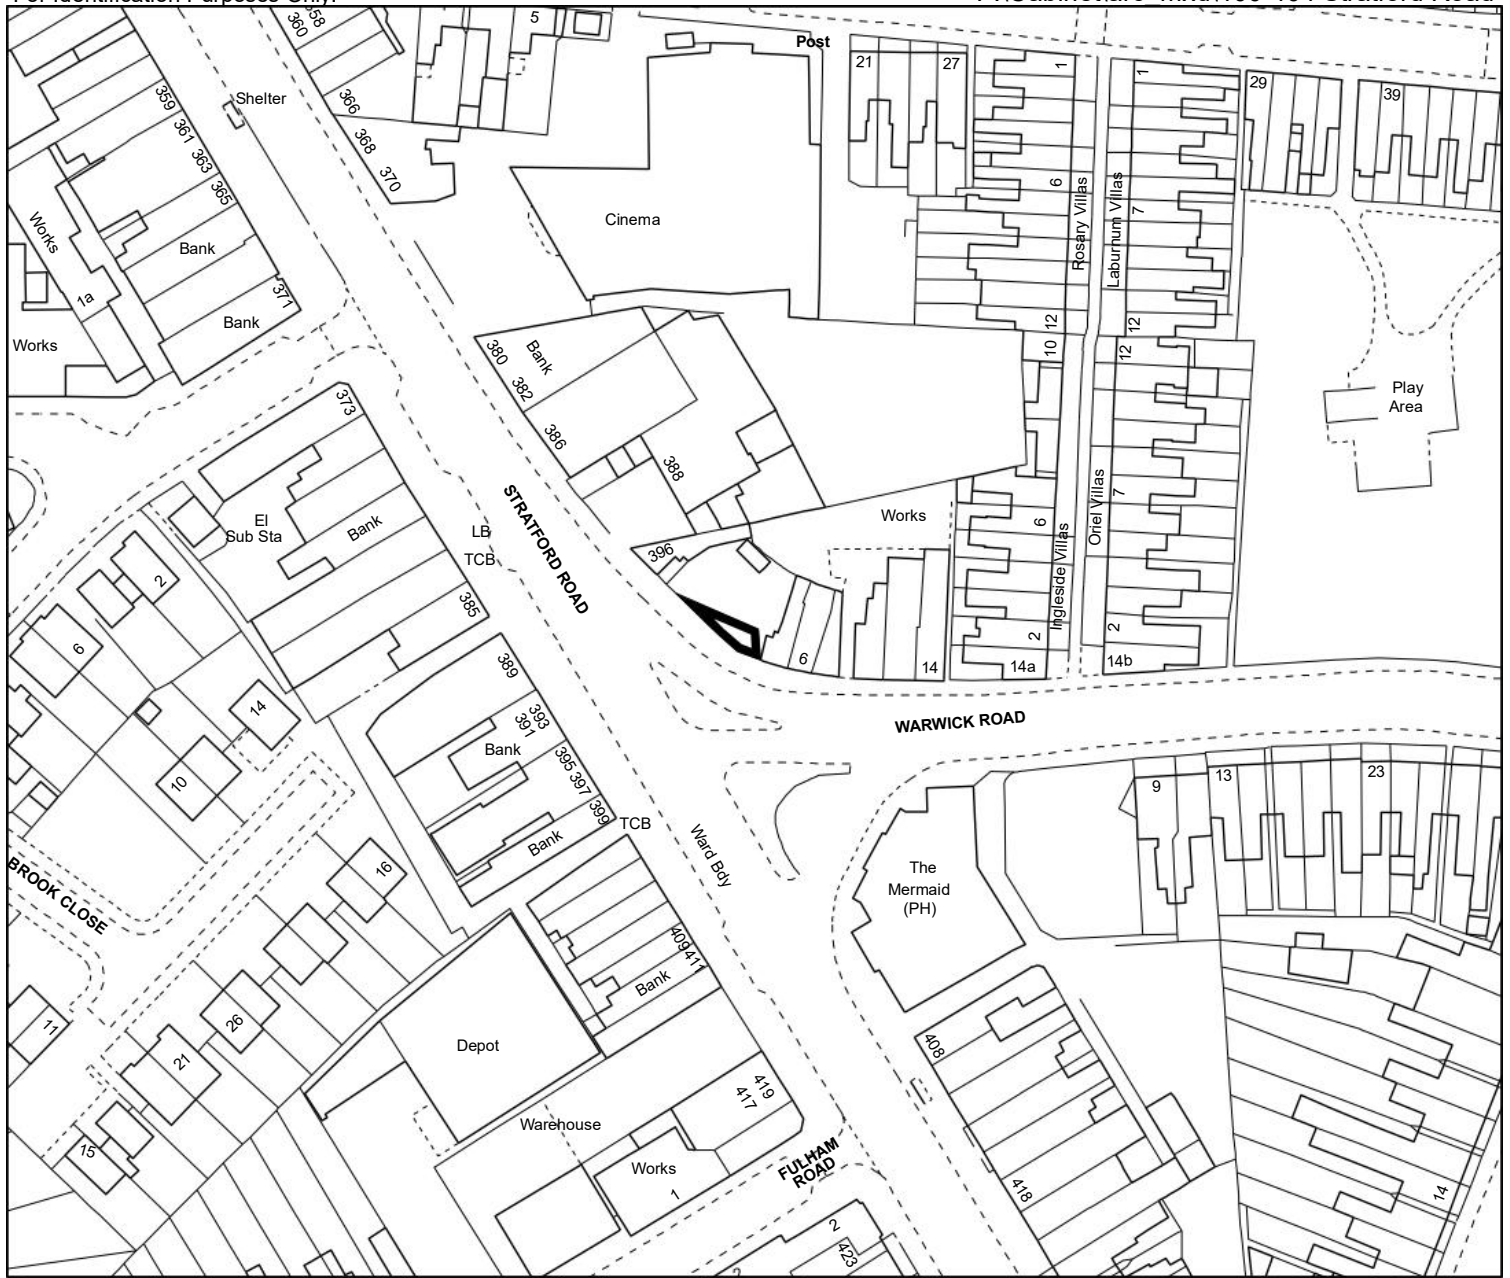 For Identification Purposes Only.
358
360
366
368
370
5
Post
21
27
1
1
29
39
Shelter
359
361
363
365
Works
Bank
1a
371
Bank
Works
Cinema
6
Rosary Villas
Laburnum Villas
7
12
12
10
12
Play
Area
380
382
Bank
386
388
373
El
Sub Sta
Bank
LB
TCB
385
STRATFORD ROAD
396
Works
6
Ingleside Villas
Oriel Villas
7
2
2
6
14
14a
14b
WARWICK ROAD
2
6
14
10
389
393
391
Bank
395
397
399
Bank
TCB
Ward Bdy
The
Mermaid
(PH)
9
13
23
16
BROOK CLOSE
11
26
21
15
409
411
Bank
Depot
419
417
Warehouse
Works
1
FULHAM
ROAD
408
418
14
2
423
2